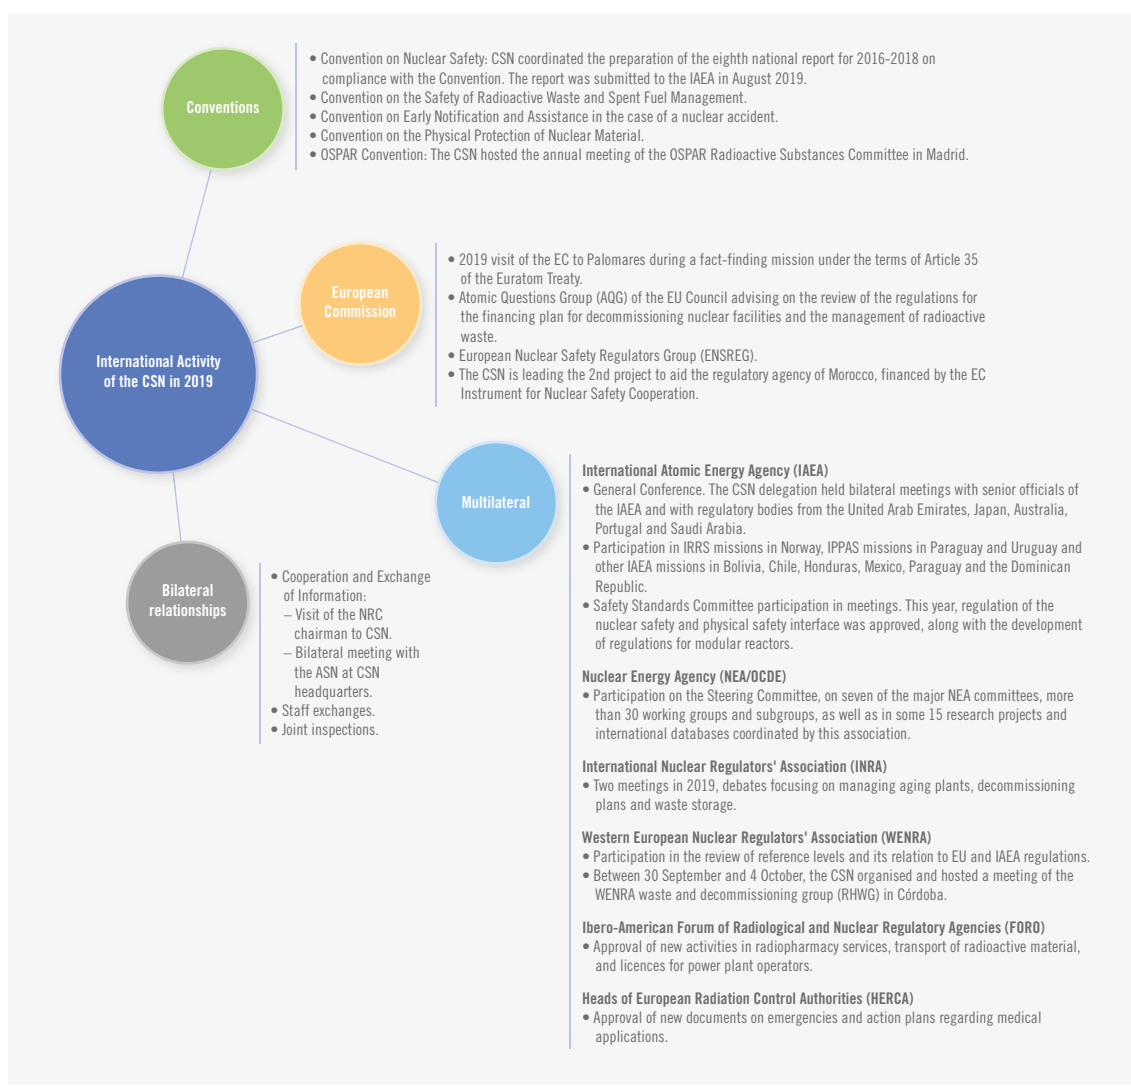 Conventions
• Convention on Nuclear Safety: CSN coordinated the preparation of the eighth national report for 2016-2018 on
compliance with the Convention. The report was submitted to the IAEA in August 2019.
• Convention on the Safety of Radioactive Waste and Spent Fuel Management.
• Convention on Early Notification and Assistance in the case of a nuclear accident.
• Convention on the Physical Protection of Nuclear Material.
• OSPAR Convention: The CSN hosted the annual meeting of the OSPAR Radioactive Substances Committee in Madrid.
International Activity
of the CSN in 2019
European
Commission
• 2019 visit of the EC to Palomares during a fact-finding mission under the terms of Article 35
of the Euratom Treaty.
• Atomic Questions Group (AQG) of the EU Council advising on the review of the regulations for
the financing plan for decommissioning nuclear facilities and the management of radioactive
waste.
• European Nuclear Safety Regulators Group (ENSREG).
• The CSN is leading the 2nd project to aid the regulatory agency of Morocco, financed by the EC
Instrument for Nuclear Safety Cooperation.
Multilateral
International Atomic Energy Agency (IAEA)
• General Conference. The CSN delegation held bilateral meetings with senior officials of
the IAEA and with regulatory bodies from the United Arab Emirates, Japan, Australia,
Portugal and Saudi Arabia.
• Participation in IRRS missions in Norway, IPPAS missions in Paraguay and Uruguay and
other IAEA missions in Bolivia, Chile, Honduras, Mexico, Paraguay and the Dominican
Republic.
• Safety Standards Committee participation in meetings. This year, regulation of the
nuclear safety and physical safety interface was approved, along with the development
of regulations for modular reactors.
Nuclear Energy Agency (NEA/OCDE)
• Participation on the Steering Committee, on seven of the major NEA committees, more
than 30 working groups and subgroups, as well as in some 15 research projects and
international databases coordinated by this association.
International Nuclear Regulators' Association (INRA)
• Two meetings in 2019, debates focusing on managing aging plants, decommissioning
plans and waste storage.
Western European Nuclear Regulators' Association (WENRA)
• Participation in the review of reference levels and its relation to EU and IAEA regulations.
• Between 30 September and 4 October, the CSN organised and hosted a meeting of the
WENRA waste and decommissioning group (RHWG) in Córdoba.
Ibero-American Forum of Radiological and Nuclear Regulatory Agencies (FORO)
• Approval of new activities in radiopharmacy services, transport of radioactive material,
and licences for power plant operators.
Heads of European Radiation Control Authorities (HERCA)
• Approval of new documents on emergencies and action plans regarding medical
applications.
Bilateral
relationships
• Cooperation and Exchange
of Information:
– Visit of the NRC
chairman to CSN.
– Bilateral meeting with
the ASN at CSN
headquarters.
• Staff exchanges.
• Joint inspections.